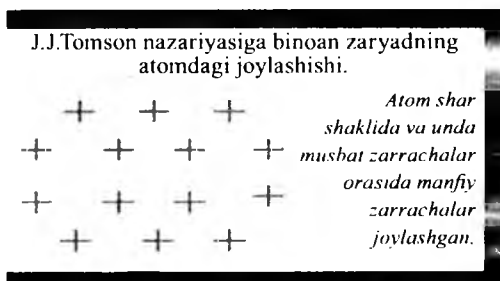 J.J.Tomson nazariyasiga binoan zaryadning
atomdagi joylashishi.
Atom shar
shaklida va unda
musbat zarrachalar
orasida manfiy
zarrachalar
joylashgan.